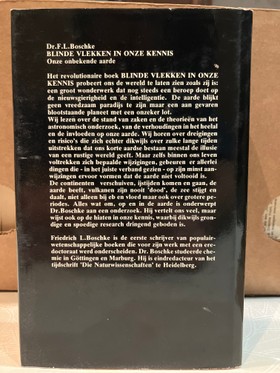 Dr.F.L.Boschke
BLINDE VLEKKEN IN ONZE KENNIS
Onze onbekende aarde
Het revolutionaire boek BLINDE VLEKKEN IN ONZE
KENNIS probeert ons de wereld te laten zien zoals zij is:
een groot wonderwerk dat nog steeds een beroep doet op
de nieuwsgierigheid en de intelligentie. De aarde blijkt
geen vreedzaam paradijs te zijn maar een aan gevaren
blootstaande planeet met een onzeker lot.
Wij lezen over de stand van zaken en de theorieën van het
astronomisch onderzoek, van de verhoudingen in het heelal
en de invloeden op onze aarde. Wij horen over dreigingen
en risico's die zich echter dikwijls over zulke lange tijden
uitstrekken dat ons korte aardse bestaan meestal de illusie
van een rustige wereld geeft. Maar zelfs binnen ons leven
voltrekken zich bepaalde wijzigingen, gebeuren er allerlei
dingen die - in het juiste verband gezien - op zijn minst aan-
wijzingen ervoor vormen dat de aarde niet voltooid is.
De continenten verschuiven, ijstijden komen en gaan, de
aarde beeft, vulkanen zijn nooit 'dood', de zee stijgt en
daalt, niet alleen bij eb en vloed maar ook over grotere pe-
riodes. Alles wat om, op en in de aarde is onderwerpt
Dr.Boschke aan een onderzoek. Hij vertelt ons veel, maar
wijst ook op de hiaten in onze kennis, waarbij dikwijls gron-
dige en spoedige research dringend geboden is.
Friedrich L.Boschke is de eerste schrijver van populair-
wetenschappelijke boeken die voor zijn werk met een ere-
doctoraat werd onderscheiden. Dr. Boschke studeerde che-
mie in Göttingen en Marburg. Hij is eindredacteur van het
tijdschrift 'Die Naturwissenschaften' te Heidelberg.